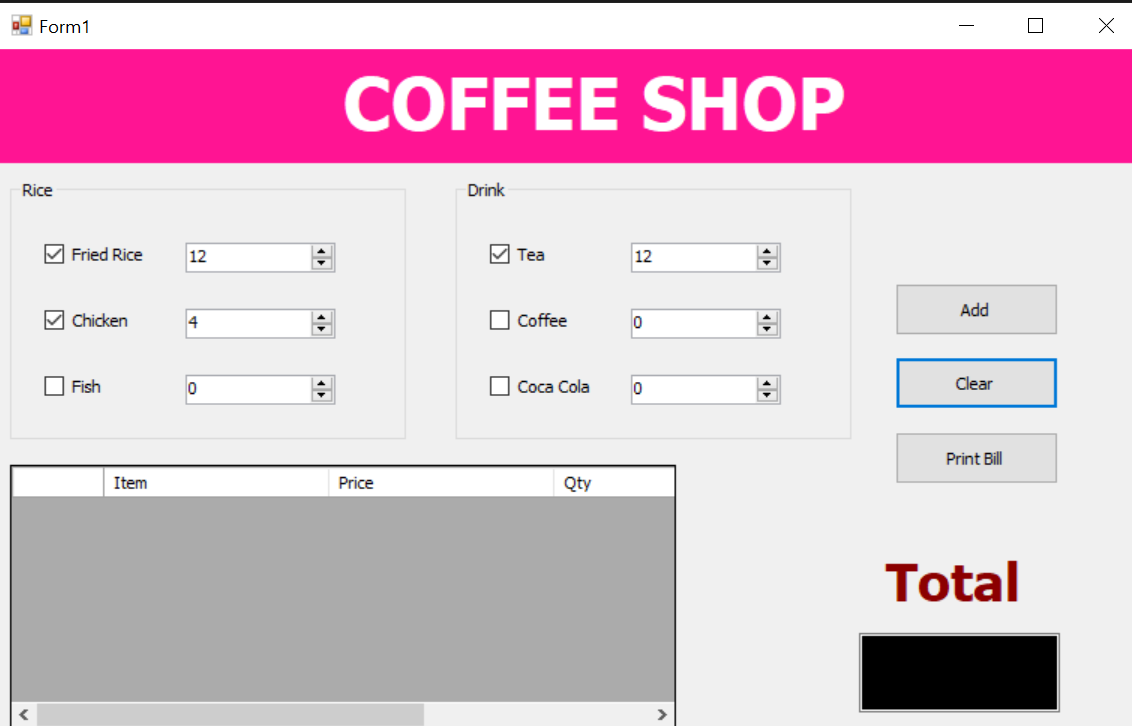 Form1
COFFEE SHOP
Rice
Drink
Fried Rice 12
Tea 12
Chicken 4
Coffee 0
Fish 0
Coca Cola 0
Add
Clear
Print Bill
Item Price Qty
Total